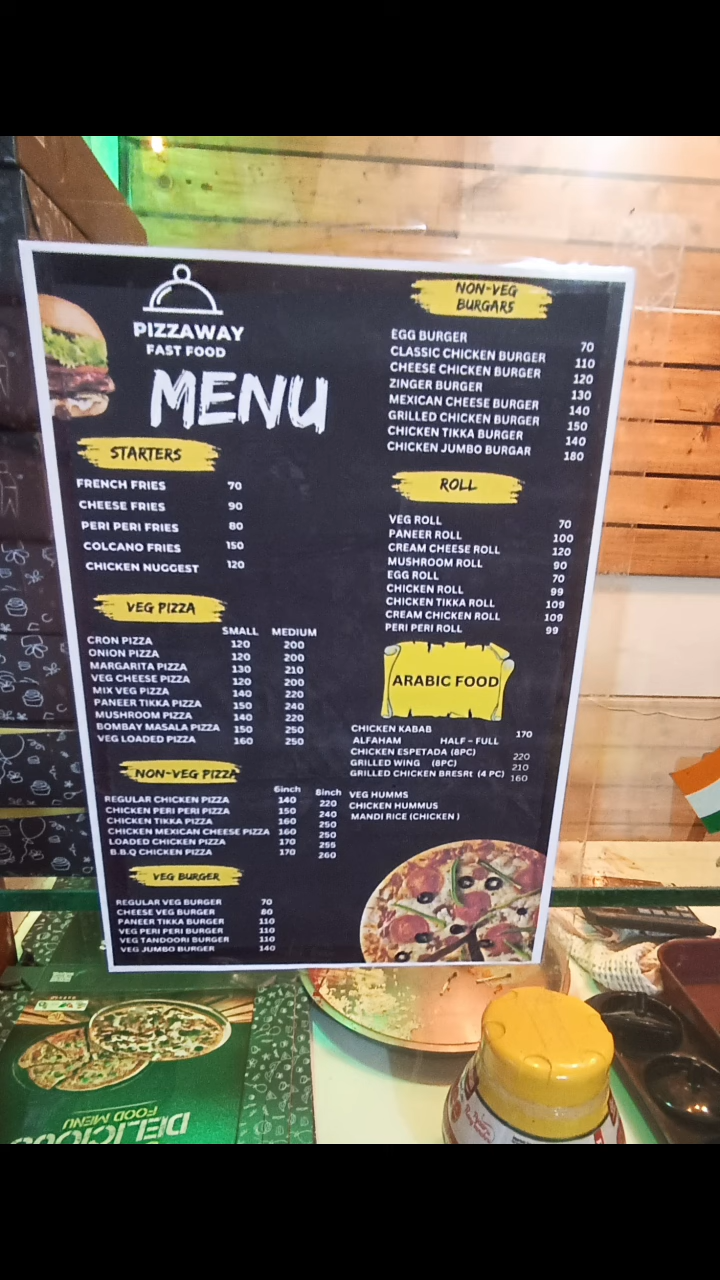 PIZZAWAY
FAST FOOD
MENU
STARTERS
FRENCH FRIES 70
CHEESE FRIES 90
PERI PERI FRIES 80
COLCANO FRIES 150
CHICKEN NUGGEST 120
VEG PIZZA
SMALL MEDIUM
CRON PIZZA 120 200
ONION PIZZA 120 200
MARGARITA PIZZA 130 210
VEG CHEESE PIZZA 120 200
MIX VEG PIZZA 140 220
PANEER TIKKA PIZZA 150 240
MUSHROOM PIZZA 140 220
BOMBAY MASALA PIZZA 150 250
VEG LOADED PIZZA 160 250
NON-VEG PIZZA
6inch 8inch
REGULAR CHICKEN PIZZA 140 220
CHICKEN PERI PERI PIZZA 150 240
CHICKEN TIKKA PIZZA 160 250
CHICKEN MEXICAN CHEESE PIZZA 160 250
LOADED CHICKEN PIZZA 170 255
B.B.Q CHICKEN PIZZA 170 260
VEG BURGER
REGULAR VEG BURGER 70
CHEESE VEG BURGER 80
PANEER TIKKA BURGER 110
VEG PERI PERI BURGER 110
VEG TANDOORI BURGER 110
VEG JUMBO BURGER 140
NON-VEG
BURGARS
EGG BURGER 70
CLASSIC CHICKEN BURGER 110
CHEESE CHICKEN BURGER 120
ZINGER BURGER 130
MEXICAN CHEESE BURGER 140
GRILLED CHICKEN BURGER 150
CHICKEN TIKKA BURGER 140
CHICKEN JUMBO BURGAR 180
ROLL
VEG ROLL 70
PANEER ROLL 100
CREAM CHEESE ROLL 120
MUSHROOM ROLL 90
EGG ROLL 70
CHICKEN ROLL 99
CHICKEN TIKKA ROLL 109
CREAM CHICKEN ROLL 109
PERI PERI ROLL 99
ARABIC FOOD
CHICKEN KABAB 170
ALFAHAM HALF - FULL
CHICKEN ESPETADA (8PC) 220
GRILLED WING (8PC) 210
GRILLED CHICKEN BRESRt (4 PC) 160
VEG HUMMS
CHICKEN HUMMUS
MANDI RICE (CHICKEN )
FOOD MENU
DELICIOUS